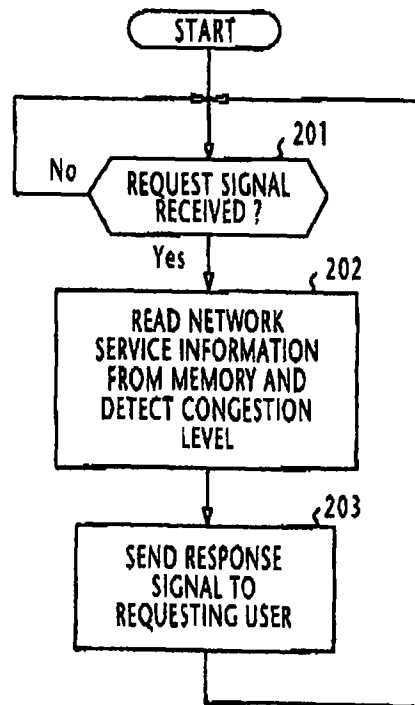 START
201
No
REQUEST SIGNAL
RECEIVED ?
Yes
202
READ NETWORK
SERVICE INFORMATION
FROM MEMORY AND
DETECT CONGESTION
LEVEL
203
SEND RESPONSE
SIGNAL TO
REQUESTING USER